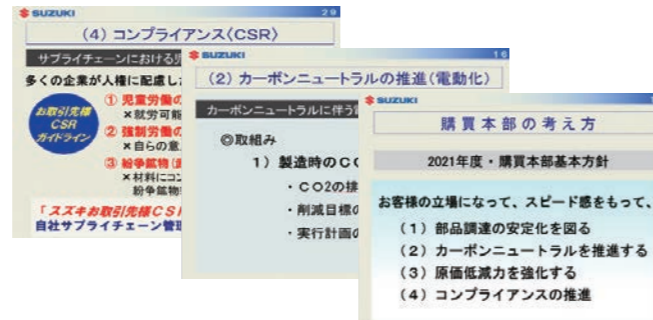 SUZUKI 29
(4) コンプライアンス(CSR)
サプライチェーンにおける
多くの企業が人権に配慮し
お取引先様
CSR
ガイドライン
① 児童労働の
×就労可能
② 強制労働の
×自らの意
③ 紛争鉱物
×材料にコン
紛争鉱物
「スズキお取引先様CS
自社サプライチェーン管理
SUZUKI 16
(2) カーボンニュートラルの推進(電動化)
カーボンニュートラルに伴う
◎取組み
1) 製造時のCO
・CO2の排
・削減目標の
・実行計画の
SUZUKI
購買本部の考え方
2021年度・購買本部基本方針
お客様の立場になって、スピード感をもって、
(1) 部品調達の安定化を図る
(2) カーボンニュートラルを推進する
(3) 原価低減力を強化する
(4) コンプライアンスの推進